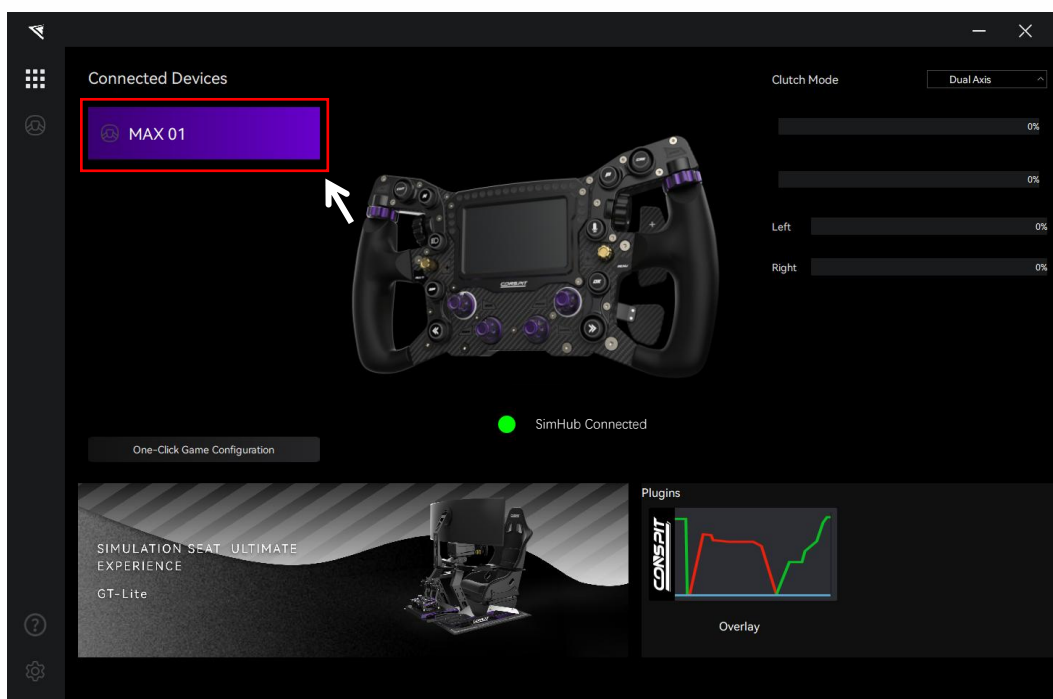 Connected Devices
MAX 01
Clutch Mode
Dual Axis
0%
0%
Left
0%
Right
0%
CONSPIT
SimHub Connected
One-Click Game Configuration
SIMULATION SEAT ULTIMATE
EXPERIENCE
GT-Lite
Plugins
CONSPIT
Overlay